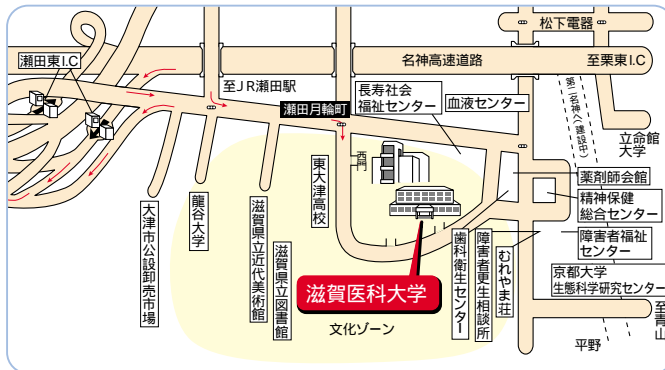 松下電器
瀬田東I.C
名神高速道路
至栗東I.C
至JR瀬田駅
長寿社会
福祉センター
血液センター
瀬田月輪町
第二名神へ(建設中)
立命館
大学
西門
東大津高校
薬剤師会館
精神保健
総合センター
龍谷大学
大津市公設卸売市場
滋賀県立近代美術館
滋賀県立図書館
歯科衛生センター
障害者更生相談所
むれやま荘
障害者福祉
センター
京都大学
生態科学研究センター
滋賀医科大学
文化ゾーン
平野
至青山